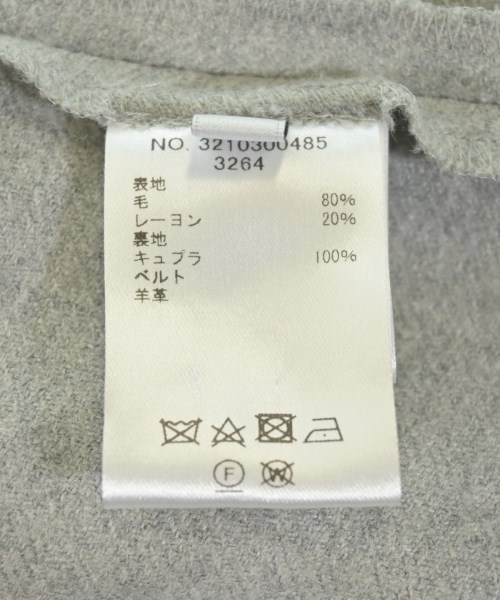 NO. 3210300485
3264
表地
毛 80%
レーヨン 20%
裏地
キュプラ 100%
ベルト
羊革
F W